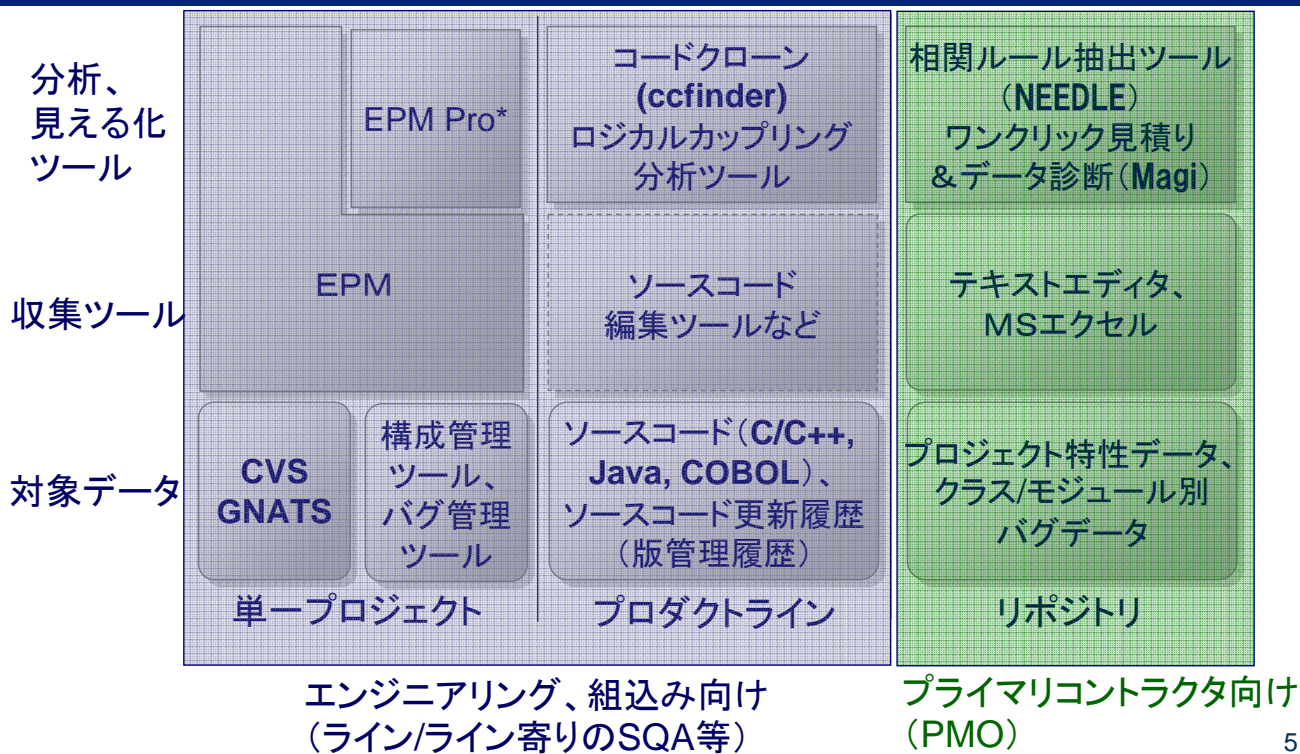 分析、
見える化
ツール
EPM Pro*
コードクローン
(ccfinder)
ロジカルカップリング
分析ツール
相関ルール抽出ツール
（NEEDLE）
ワンクリック見積り
＆データ診断（Magi）
収集ツール
ＥＰＭ
ソースコード
編集ツールなど
テキストエディタ、
ＭＳエクセル
対象データ
CVS
GNATS
構成管理
ツール、
バグ管理
ツール
ソースコード（C/C++,
Java, COBOL）、
ソースコード更新履歴
（版管理履歴）
プロジェクト特性データ、
クラス/モジュール別
バグデータ
単一プロジェクト
プロダクトライン
リポジトリ
エンジニアリング、組込み向け
（ライン/ライン寄りのSQA等）
プライマリコントラクタ向け
（PMO）
5